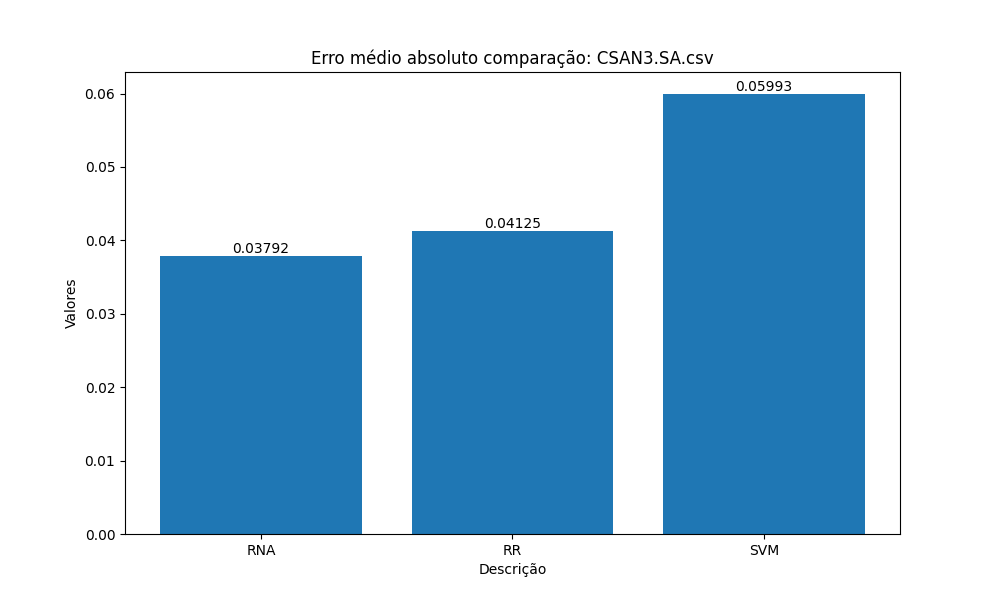 Erro médio absoluto comparação: CSAN3.SA.csv
0.06
0.05
0.04
0.03
0.02
0.01
0.00
Valores
0.03792
0.04125
0.05993
RNA
RR
SVM
Descrição